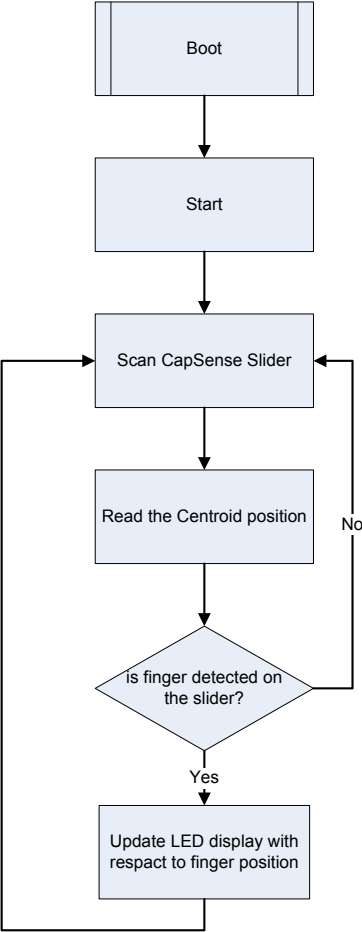 Boot
Start
Scan CapSense Slider
Read the Centroid position
No
is finger detected on
the slider?
Yes
Update LED display with
respact to finger position